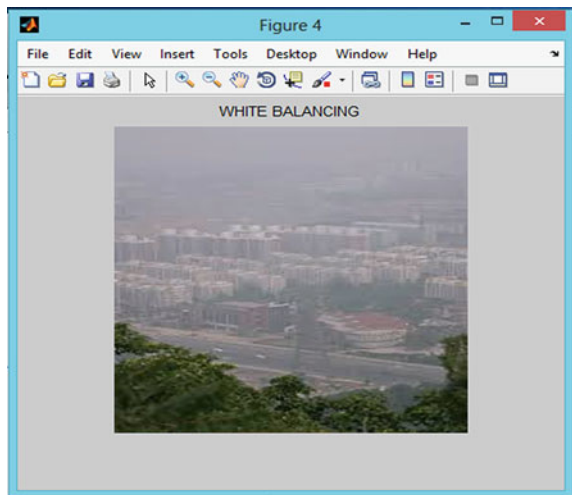 Figure 4
File Edit View Insert Tools Desktop Window Help
WHITE BALANCING